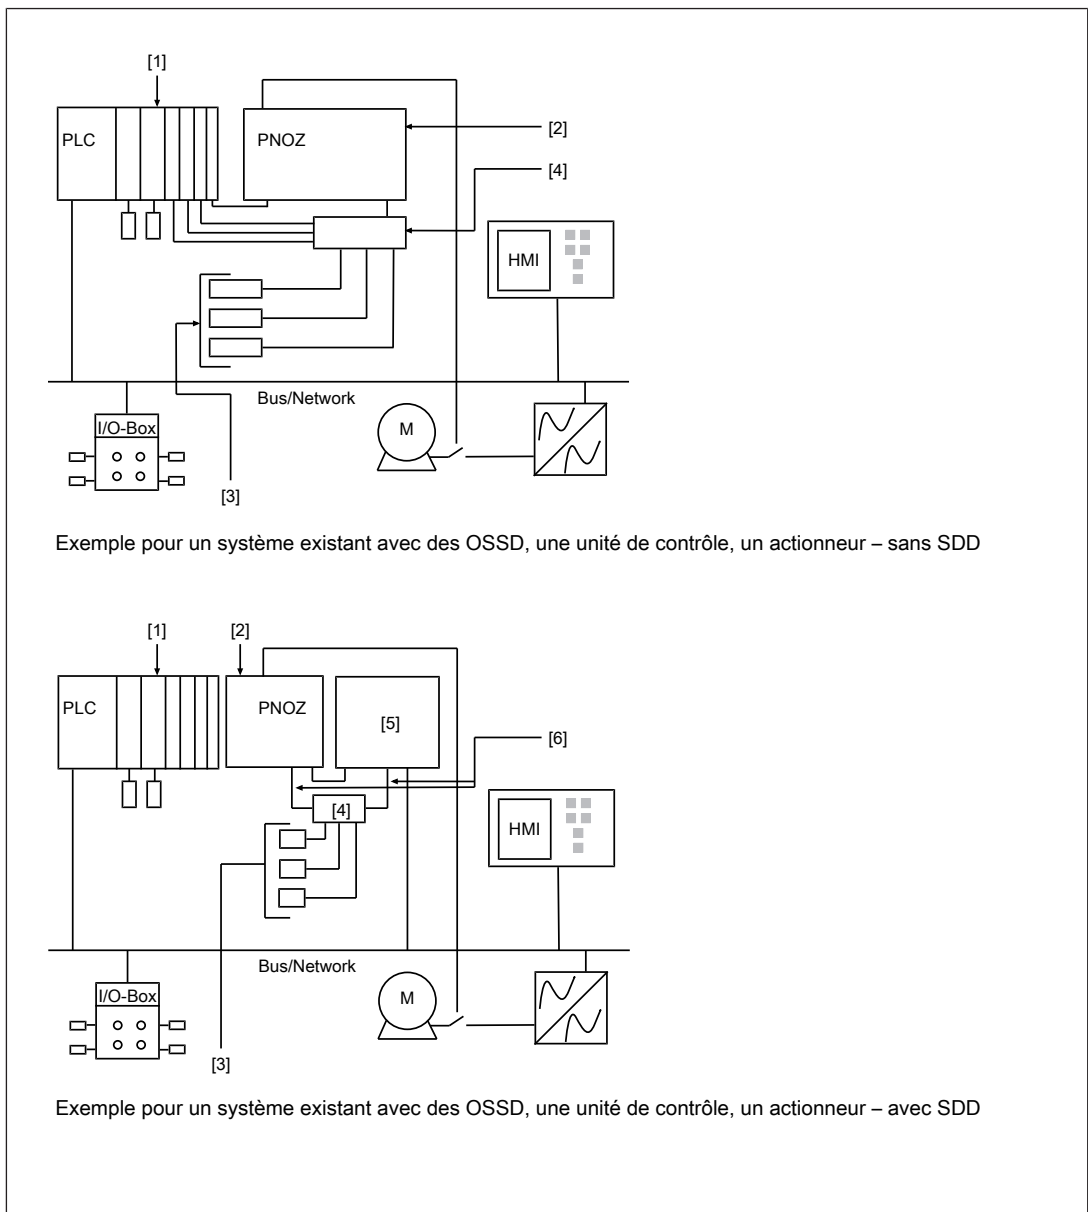 [1]
PLC
PNOZ
[2]
[4]
HMI
Bus/Network
I/O-Box
M
[3]
Exemple pour un système existant avec des OSSD, une unité de contrôle, un actionneur – sans SDD
[1]
[2]
PLC
PNOZ
[5]
[6]
[4]
HMI
Bus/Network
I/O-Box
M
[3]
Exemple pour un système existant avec des OSSD, une unité de contrôle, un actionneur – avec SDD